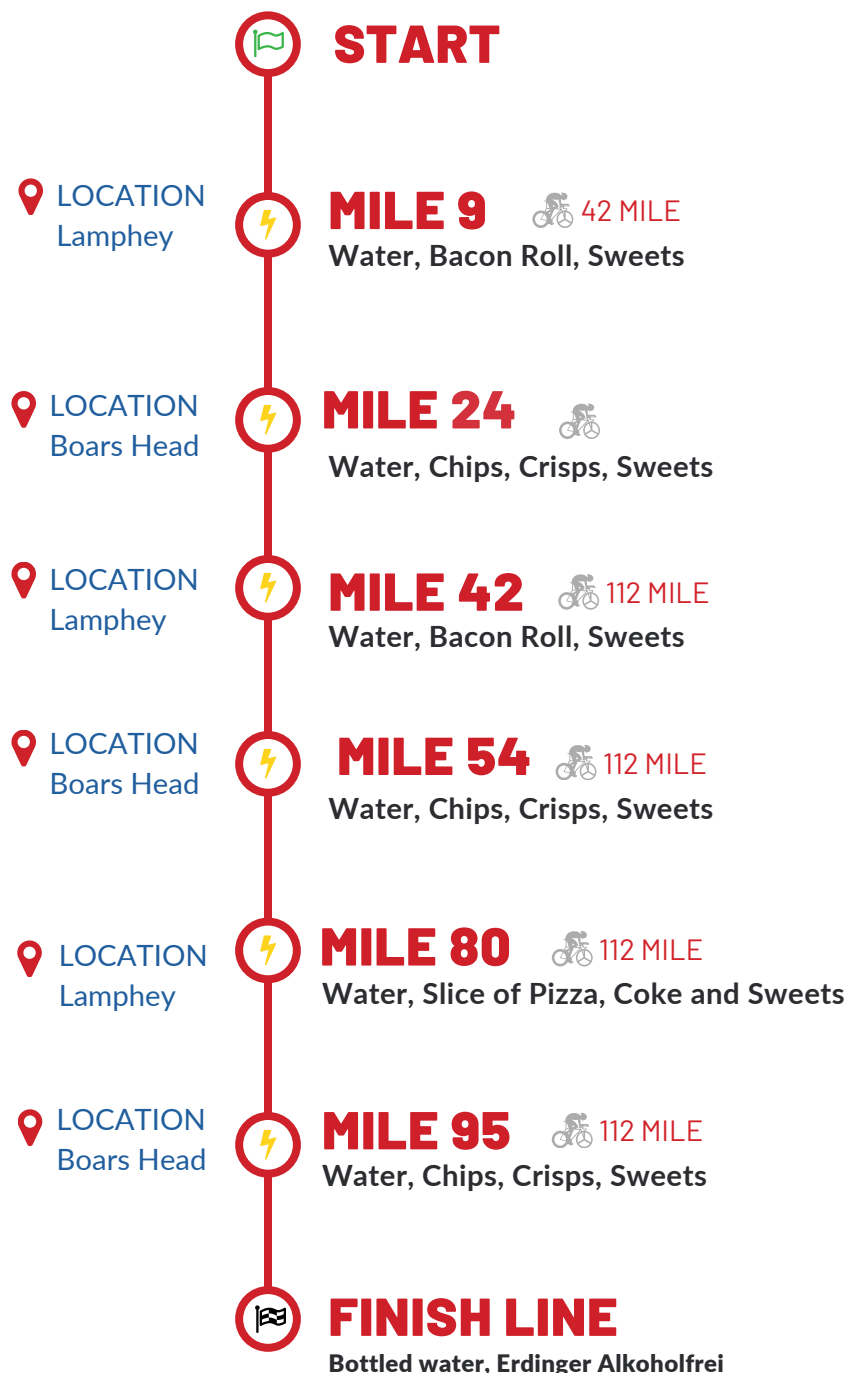 START
LOCATION
Lamphey
MILE 9
42 MILE
Water, Bacon Roll, Sweets
LOCATION
Boars Head
MILE 24
Water, Chips, Crisps, Sweets
LOCATION
Lamphey
MILE 42
112 MILE
Water, Bacon Roll, Sweets
LOCATION
Boars Head
MILE 54
112 MILE
Water, Chips, Crisps, Sweets
LOCATION
Lamphey
MILE 80
112 MILE
Water, Slice of Pizza, Coke and Sweets
LOCATION
Boars Head
MILE 95
112 MILE
Water, Chips, Crisps, Sweets
FINISH LINE
Bottled water, Erdinger Alkoholfrei